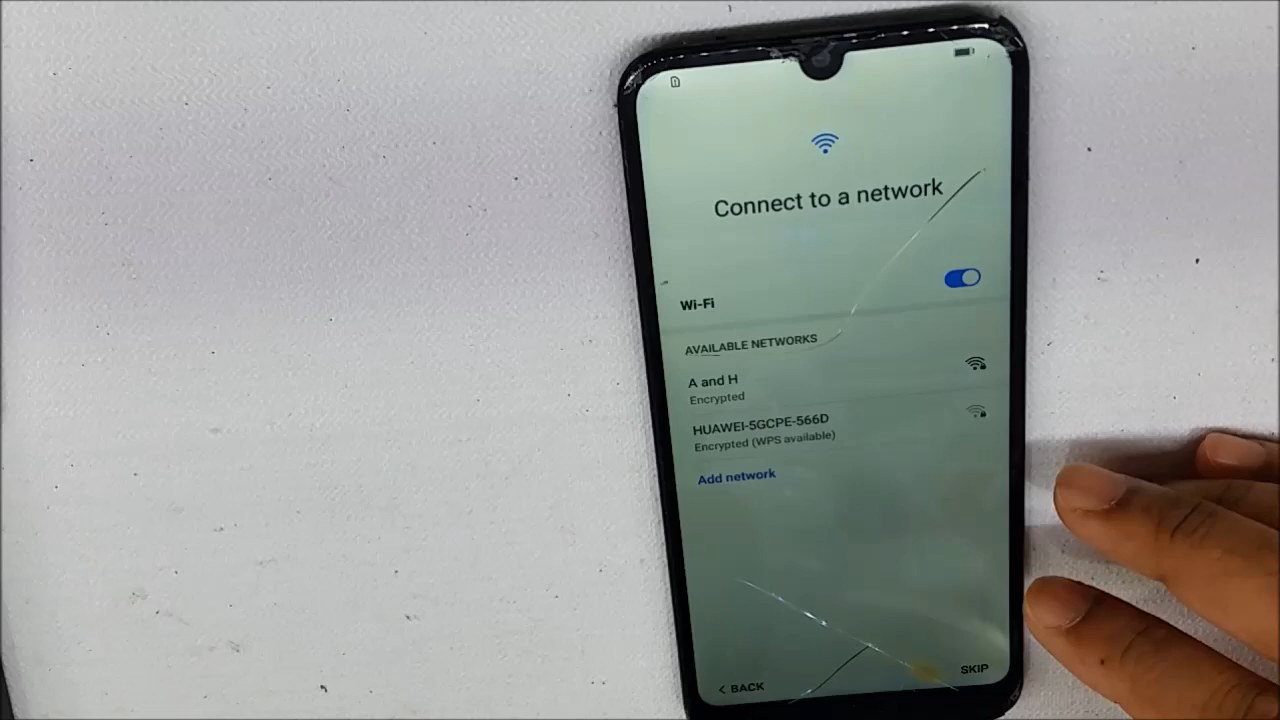 Connect to a network
Wi-Fi
AVAILABLE NETWORKS
A and H
Encrypted
HUAWEI-5GCPE-566D
Encrypted (WPS available)
Add network
BACK
SKIP